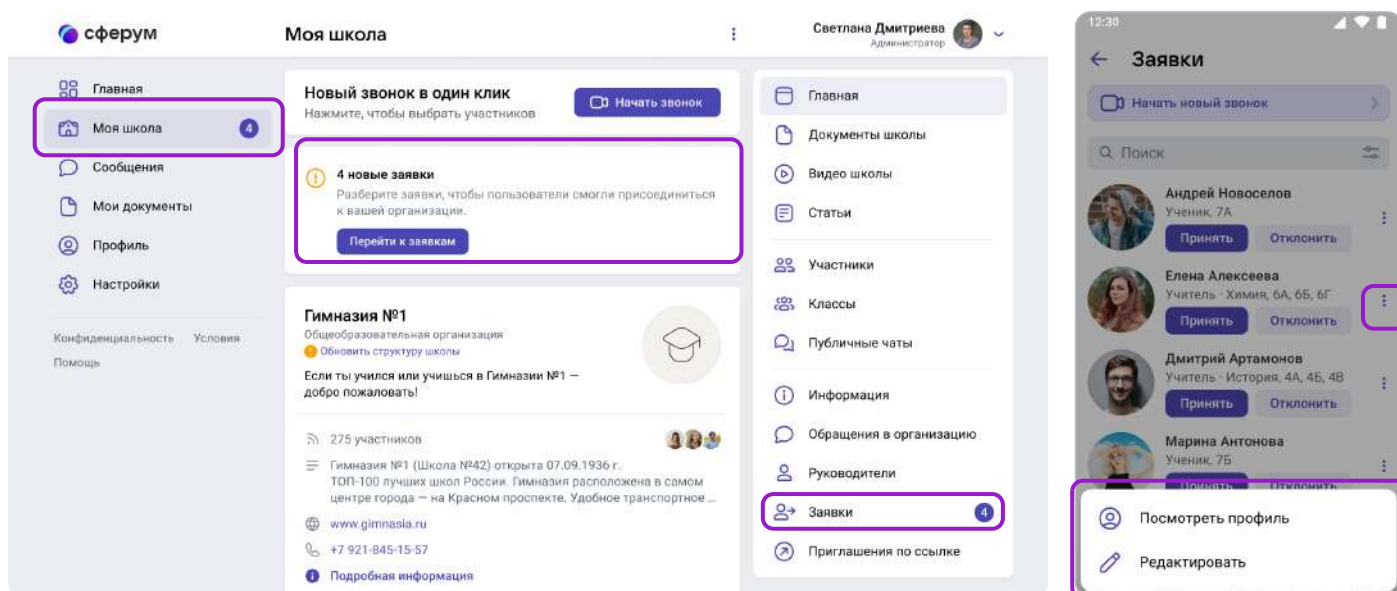 сферум
Моя школа
Светлана Дмитриева
Администратор
Главная
Моя школа
4
Сообщения
Мои документы
Профиль
Настройки
Конфиденциальность Условия
Помощь
Новый звонок в один клик
Нажмите, чтобы выбрать участников
Начать звонок
4 новые заявки
Разберите заявки, чтобы пользователи смогли присоединиться
к вашей организации.
Перейти к заявкам
Гимназия №1
Общеобразовательная организация
Обновить структуру школы
Если ты учился или учишься в Гимназии №1 —
добро пожаловать!
275 участников
Гимназия №1 (Школа №42) открыта 07.09.1936 г.
ТОП-100 лучших школ России. Гимназия расположена в самом
центре города — на Красном проспекте. Удобное транспортное ...
www.gimnasia.ru
+7 921-845-15-57
Подробная информация
Главная
Документы школы
Видео школы
Статьи
Участники
Классы
Публичные чаты
Информация
Обращения в организацию
Руководители
Заявки
4
Приглашения по ссылке
12:30
Заявки
Начать новый звонок
Поиск
Андрей Новоселов
Ученик, 7А
Принять Отклонить
Елена Алексеева
Учитель · Химия, 6А, 6Б, 6Г
Принять Отклонить
Дмитрий Артамонов
Учитель · История, 4А, 4Б, 4В
Принять Отклонить
Марина Антонова
Ученик, 7Б
Принять Отклонить
Посмотреть профиль
Редактировать